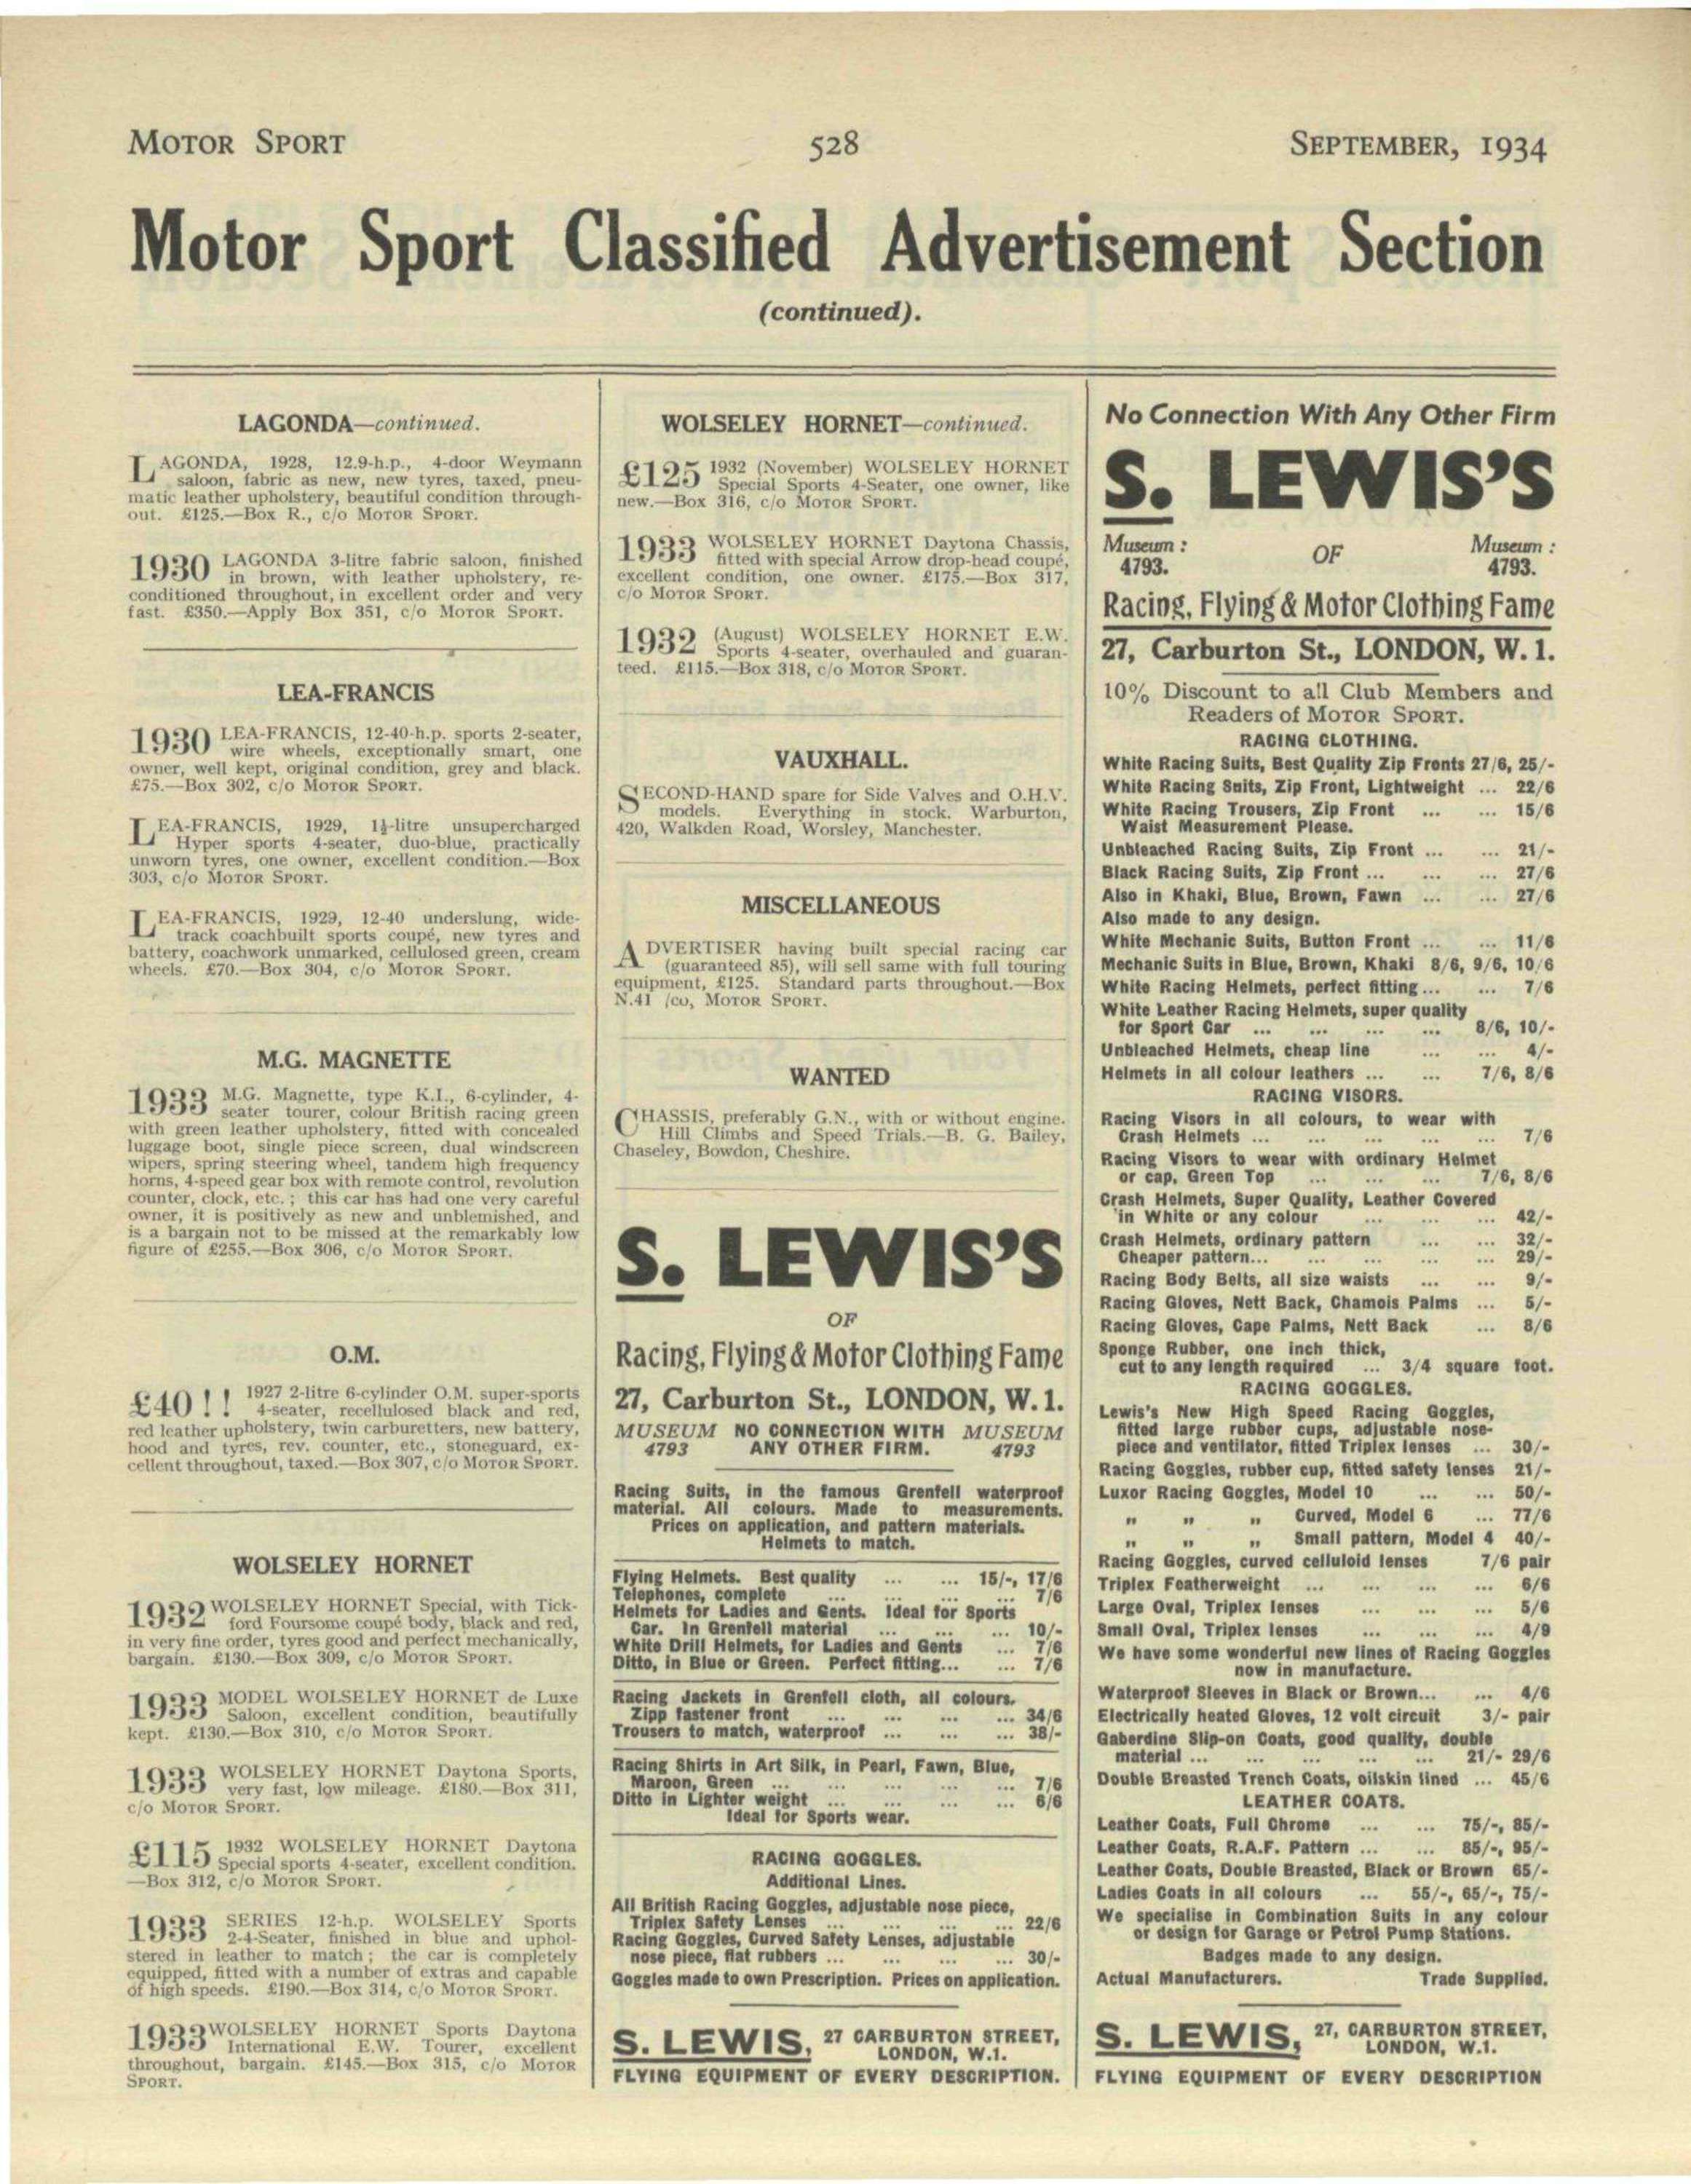 MOTOR SPORT
528
SEPTEMBER, 1934
Motor Sport Classified Advertisement Section
(continued).
LAGONDA—continued.
LAGONDA, 1928, 12.9-h.p., 4-door Weymann
saloon, fabric as new, new tyres, taxed, pneu-
matic leather upholstery, beautiful condition through-
out. £125.—Box R., c/o MOTOR SPORT.
1930 LAGONDA 3-litre fabric saloon, finished
in brown, with leather upholstery, re-
conditioned throughout, in excellent order and very
fast. £350.—Apply Box 351, c/o MOTOR SPORT.
LEA-FRANCIS
1930 LEA-FRANCIS, 12-40-h.p. sports 2-seater,
wire wheels, exceptionally smart, one
owner, well kept, original condition, grey and black.
£75.—Box 302, c/o MOTOR SPORT.
LEA-FRANCIS, 1929, 1½-litre unsupercharged
Hyper sports 4-seater, duo-blue, practically
unworn tyres, one owner, excellent condition.—Box
303, c/o MOTOR SPORT.
LEA-FRANCIS, 1929, 12-40 underslung, wide-
track coachbuilt sports coupé, new tyres and
battery, coachwork unmarked, cellulosed green, cream
wheels. £70.—Box 304, c/o MOTOR SPORT.
M.G. MAGNETTE
1933 M.G. Magnette, type K.I., 6-cylinder, 4-
seater tourer, colour British racing green
with green leather upholstery, fitted with concealed
luggage boot, single piece screen, dual windscreen
wipers, spring steering wheel, tandem high frequency
horns, 4-speed gear box with remote control, revolution
counter, clock, etc. ; this car has had one very careful
owner, it is positively as new and unblemished, and
is a bargain not to be missed at the remarkably low
figure of £255.—Box 306, c/o MOTOR SPORT.
O.M.
£40 ! ! 1927 2-litre 6-cylinder O.M. super-sports
4-seater, recellulosed black and red,
red leather upholstery, twin carburetters, new battery,
hood and tyres, rev. counter, etc., stoneguard, ex-
cellent throughout, taxed.—Box 307, c/o MOTOR SPORT.
WOLSELEY HORNET
1932 WOLSELEY HORNET Special, with Tick-
ford Foursome coupé body, black and red,
in very fine order, tyres good and perfect mechanically,
bargain. £130.—Box 309, c/o MOTOR SPORT.
1933 MODEL WOLSELEY HORNET de Luxe
Saloon, excellent condition, beautifully
kept. £130.—Box 310, c/o MOTOR SPORT.
1933 WOLSELEY HORNET Daytona Sports,
very fast, low mileage. £180.—Box 311,
c/o MOTOR SPORT.
£115 1932 WOLSELEY HORNET Daytona
Special sports 4-seater, excellent condition.
—Box 312, c/o MOTOR SPORT.
1933 SERIES 12-h.p. WOLSELEY Sports
2-4-Seater, finished in blue and uphol-
stered in leather to match ; the car is completely
equipped, fitted with a number of extras and capable
of high speeds. £190.—Box 314, c/o MOTOR SPORT.
1933 WOLSELEY HORNET Sports Daytona
International E.W. Tourer, excellent
throughout, bargain. £145.—Box 315, c/o MOTOR
SPORT.
WOLSELEY HORNET—continued.
£125 1932 (November) WOLSELEY HORNET
Special Sports 4-Seater, one owner, like
new.—Box 316, c/o MOTOR SPORT.
1933 WOLSELEY HORNET Daytona Chassis,
fitted with special Arrow drop-head coupé,
excellent condition, one owner. £175.—Box 317,
c/o MOTOR SPORT.
1932 (August) WOLSELEY HORNET E.W.
Sports 4-seater, overhauled and guaran-
teed. £115.—Box 318, c/o MOTOR SPORT.
VAUXHALL.
SECOND-HAND spare for Side Valves and O.H.V.
models. Everything in stock. Warburton,
420, Walkden Road, Worsley, Manchester.
MISCELLANEOUS
ADVERTISER having built special racing car
(guaranteed 85), will sell same with full touring
equipment, £125. Standard parts throughout.—Box
N.41 /co, MOTOR SPORT.
WANTED
CHASSIS, preferably G.N., with or without engine.
Hill Climbs and Speed Trials.—B. G. Bailey,
Chaseley, Bowdon, Cheshire.
S. LEWIS'S
OF
Racing, Flying & Motor Clothing Fame
27, Carburton St., LONDON, W. 1.
MUSEUM NO CONNECTION WITH MUSEUM
4793 ANY OTHER FIRM. 4793
Racing Suits, in the famous Grenfell waterproof
material. All colours. Made to measurements.
Prices on application, and pattern materials.
Helmets to match.
Flying Helmets. Best quality ... ... 15/-, 17/6
Telephones, complete ... ... ... 7/6
Helmets for Ladies and Gents. Ideal for Sports
Car. In Grenfell material ... ... ... 10/-
White Drill Helmets, for Ladies and Gents ... 7/6
Ditto, in Blue or Green. Perfect fitting... ... 7/6
Racing Jackets in Grenfell cloth, all colours.
Zipp fastener front ... ... ... ... 34/6
Trousers to match, waterproof ... ... ... 38/-
Racing Shirts in Art Silk, in Pearl, Fawn, Blue,
Maroon, Green ... ... ... ... ... 7/6
Ditto in Lighter weight ... ... ... ... 6/6
Ideal for Sports wear.
RACING GOGGLES.
Additional Lines.
All British Racing Goggles, adjustable nose piece,
Triplex Safety Lenses ... ... ... ... 22/6
Racing Goggles, Curved Safety Lenses, adjustable
nose piece, flat rubbers ... ... ... ... 30/-
Goggles made to own Prescription. Prices on application.
S. LEWIS, 27 CARBURTON STREET,
LONDON, W.1.
FLYING EQUIPMENT OF EVERY DESCRIPTION.
No Connection With Any Other Firm
S. LEWIS'S
Museum : OF Museum :
4793. 4793.
Racing, Flying & Motor Clothing Fame
27, Carburton St., LONDON, W. 1.
10% Discount to all Club Members and
Readers of MOTOR SPORT.
RACING CLOTHING.
White Racing Suits, Best Quality Zip Fronts 27/6, 25/-
White Racing Suits, Zip Front, Lightweight ... 22/6
White Racing Trousers, Zip Front ... ... 15/6
Waist Measurement Please.
Unbleached Racing Suits, Zip Front ... ... 21/-
Black Racing Suits, Zip Front ... ... ... 27/6
Also in Khaki, Blue, Brown, Fawn ... ... 27/6
Also made to any design.
White Mechanic Suits, Button Front ... ... 11/6
Mechanic Suits in Blue, Brown, Khaki 8/6, 9/6, 10/6
White Racing Helmets, perfect fitting... ... 7/6
White Leather Racing Helmets, super quality
for Sport Car ... ... ... ... 8/6, 10/-
Unbleached Helmets, cheap line ... ... 4/-
Helmets in all colour leathers ... ... 7/6, 8/6
RACING VISORS.
Racing Visors in all colours, to wear with
Crash Helmets ... ... ... ... ... 7/6
Racing Visors to wear with ordinary Helmet
or cap, Green Top ... ... ... 7/6, 8/6
Crash Helmets, Super Quality, Leather Covered
in White or any colour ... ... ... 42/-
Crash Helmets, ordinary pattern ... ... 32/-
Cheaper pattern... ... ... ... ... 29/-
Racing Body Belts, all size waists ... ... 9/-
Racing Gloves, Nett Back, Chamois Palms ... 5/-
Racing Gloves, Cape Palms, Nett Back ... 8/6
Sponge Rubber, one inch thick,
cut to any length required ... 3/4 square foot.
RACING GOGGLES.
Lewis's New High Speed Racing Goggles,
fitted large rubber cups, adjustable nose-
piece and ventilator, fitted Triplex lenses ... 30/-
Racing Goggles, rubber cup, fitted safety lenses 21/-
Luxor Racing Goggles, Model 10 ... ... 50/-
" " " Curved, Model 6 ... 77/6
" " " Small pattern, Model 4 40/-
Racing Goggles, curved celluloid lenses 7/6 pair
Triplex Featherweight ... ... ... ... 6/6
Large Oval, Triplex lenses ... ... ... 5/6
Small Oval, Triplex lenses ... ... ... 4/9
We have some wonderful new lines of Racing Goggles
now in manufacture.
Waterproof Sleeves in Black or Brown... ... 4/6
Electrically heated Gloves, 12 volt circuit 3/- pair
Gaberdine Slip-on Coats, good quality, double
material ... ... ... ... ... 21/- 29/6
Double Breasted Trench Coats, oilskin lined ... 45/6
LEATHER COATS.
Leather Coats, Full Chrome ... ... 75/-, 85/-
Leather Coats, R.A.F. Pattern ... ... 85/-, 95/-
Leather Coats, Double Breasted, Black or Brown 65/-
Ladies Coats in all colours ... 55/-, 65/-, 75/-
We specialise in Combination Suits in any colour
or design for Garage or Petrol Pump Stations.
Badges made to any design.
Actual Manufacturers. Trade Supplied.
S. LEWIS, 27, CARBURTON STREET,
LONDON, W.1.
FLYING EQUIPMENT OF EVERY DESCRIPTION